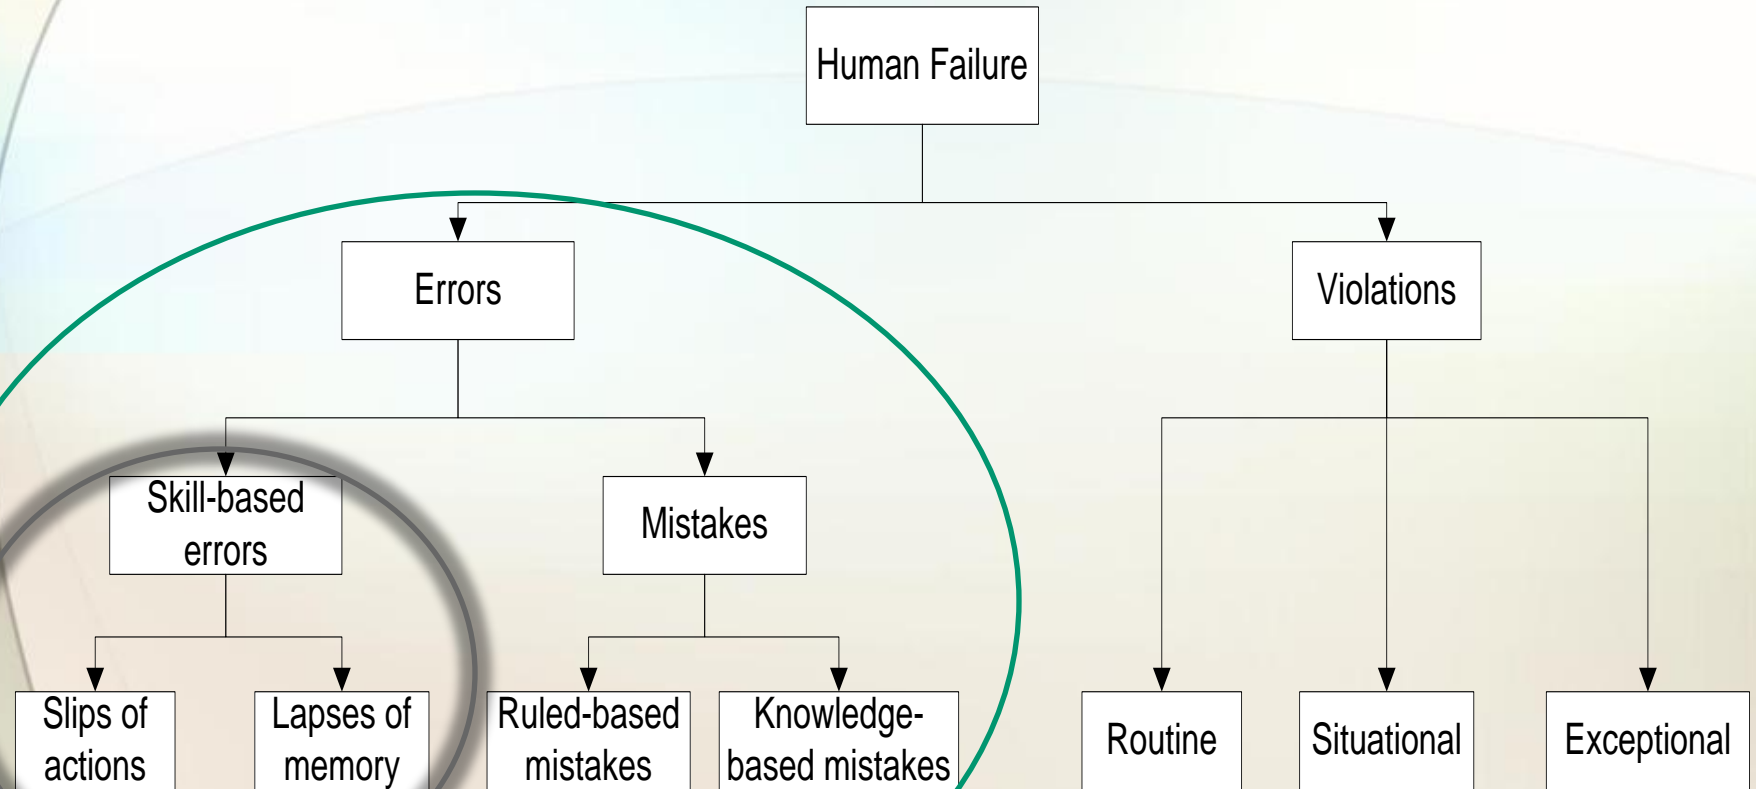 Human Failure
Errors
Violations
Skill-based
errors
Mistakes
Slips of
actions
Lapses of
memory
Ruled-based
mistakes
Knowledge-
based mistakes
Routine
Situational
Exceptional